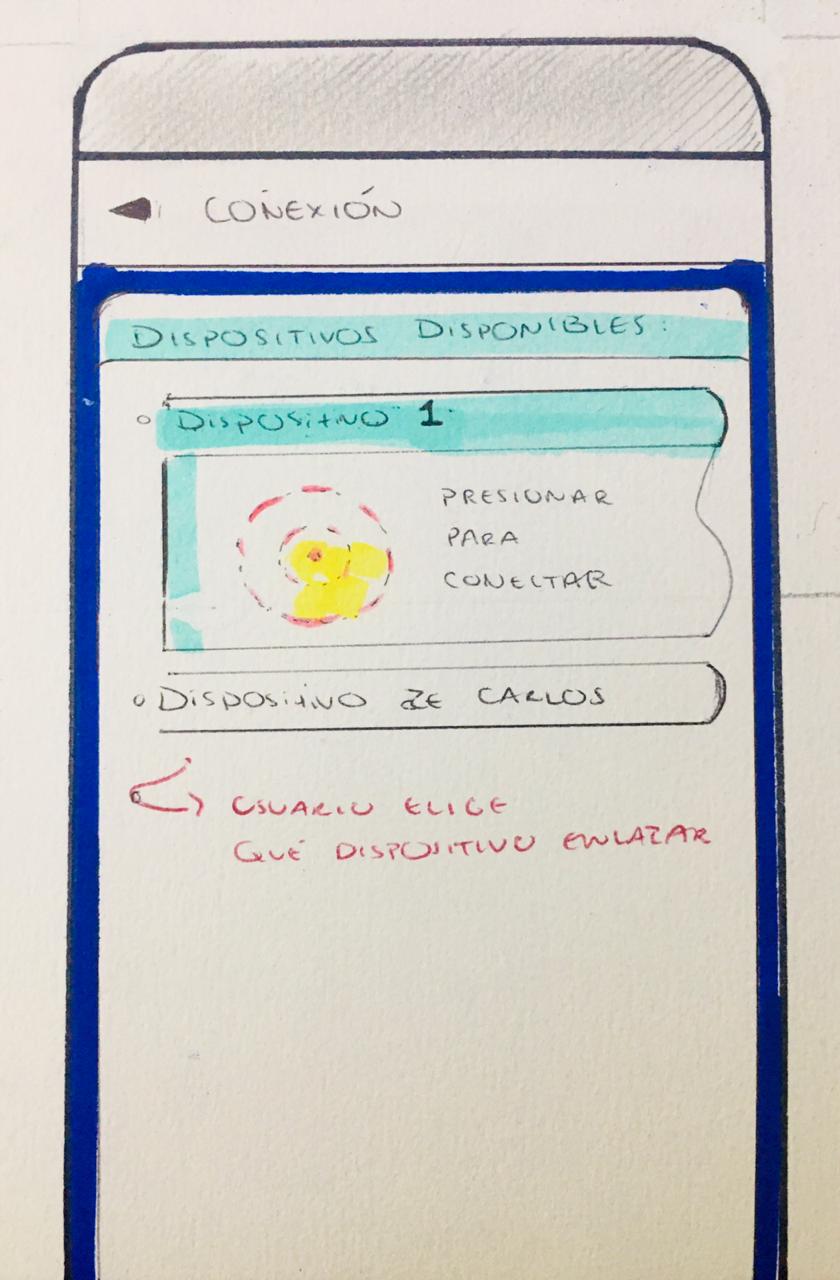 CONEXIÓN
DISPOSITIVOS DISPONIBLES:
DISPOSITIVO 1
PRESIONAR
PARA
CONECTAR
DISPOSITIVO DE CARLOS
USUARIO ELIGE
QUÉ DISPOSITIVO ENLAZAR